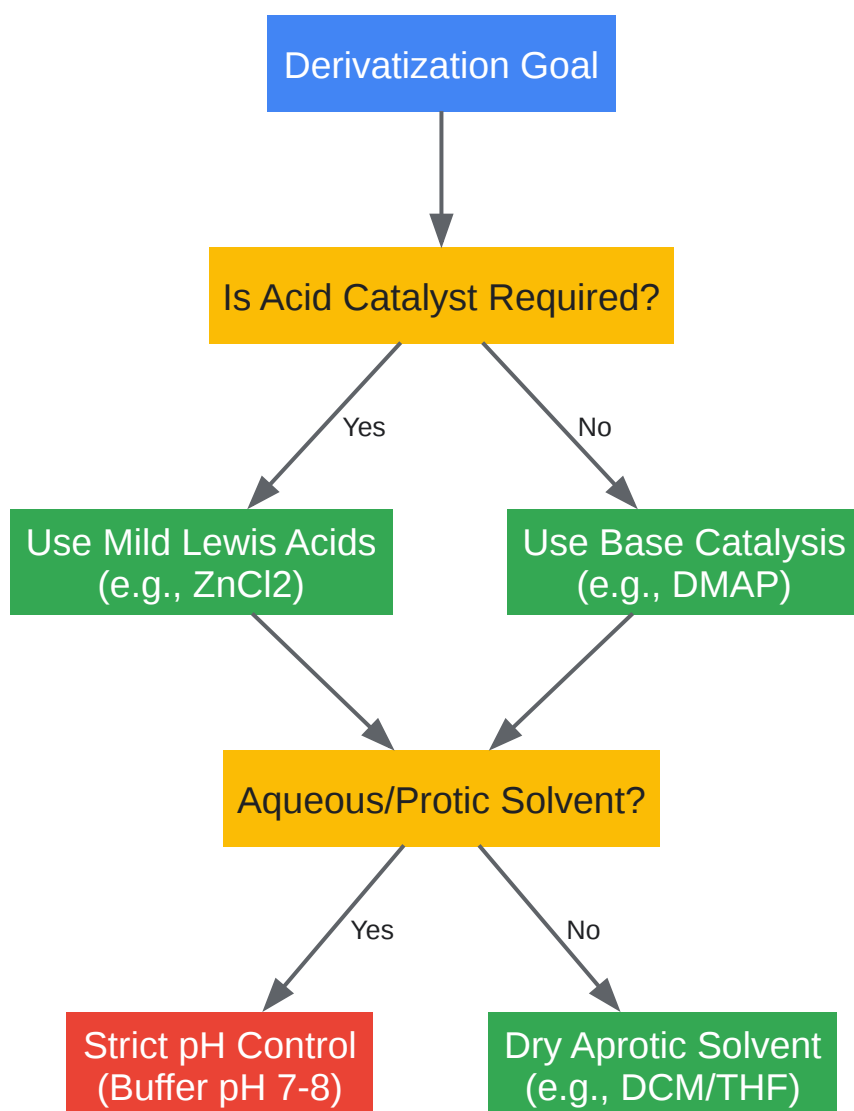 Derivatization Goal
Is Acid Catalyst Required?
Yes
No
Use Mild Lewis Acids
(e.g., ZnCl2)
Use Base Catalysis
(e.g., DMAP)
Aqueous/Protic Solvent?
Yes
No
Strict pH Control
(Buffer pH 7-8)
Dry Aprotic Solvent
(e.g., DCM/THF)